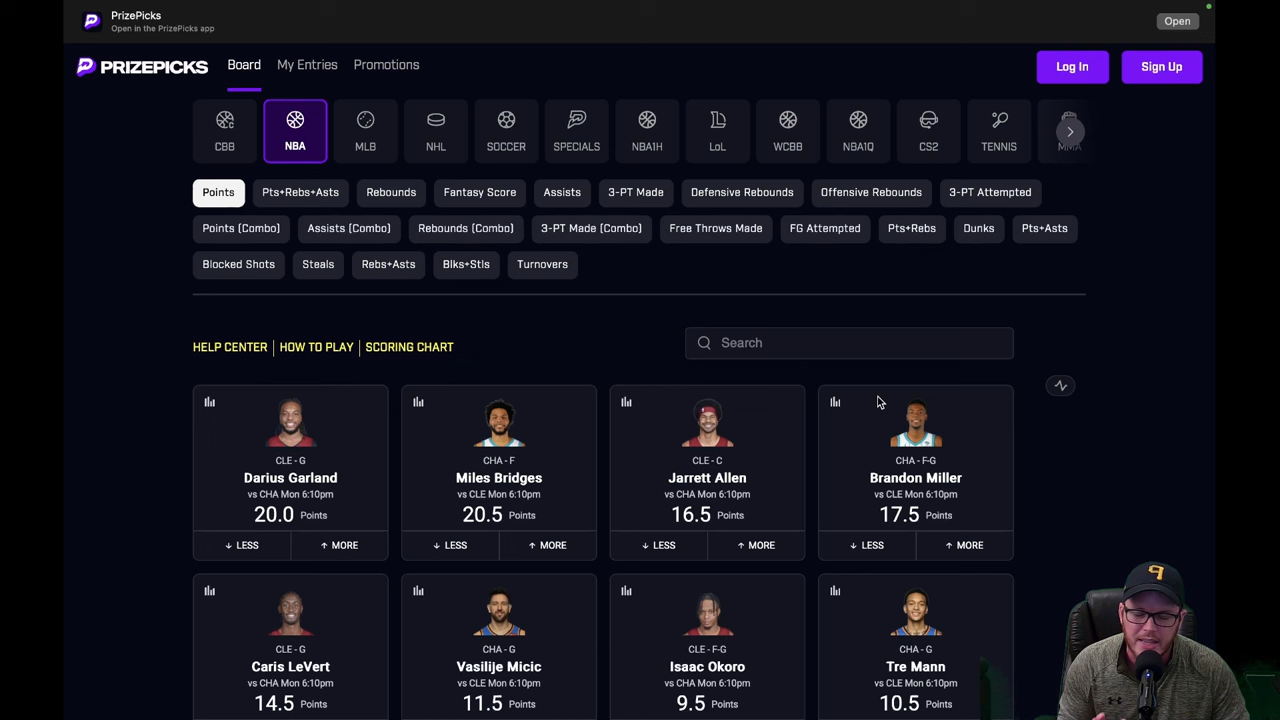 PrizePicks
Open in the PrizePicks app
Open
PRIZEPICKS
Board
My Entries
Promotions
Log In
Sign Up
CBB
NBA
MLB
NHL
SOCCER
SPECIALS
NBA1H
LoL
WCBB
NBA1Q
CS2
TENNIS
MMA
Points
Pts+Rebs+Asts
Rebounds
Fantasy Score
Assists
3-PT Made
Defensive Rebounds
Offensive Rebounds
3-PT Attempted
Points (Combo)
Assists (Combo)
Rebounds (Combo)
3-PT Made (Combo)
Free Throws Made
FG Attempted
Pts+Rebs
Dunks
Pts+Asts
Blocked Shots
Steals
Rebs+Asts
Blks+Stls
Turnovers
HELP CENTER
HOW TO PLAY
SCORING CHART
Search
CLE - G
Darius Garland
vs CHA Mon 6:10pm
20.0 Points
↓ LESS
↑ MORE
CHA - F
Miles Bridges
vs CLE Mon 6:10pm
20.5 Points
↓ LESS
↑ MORE
CLE - C
Jarrett Allen
vs CHA Mon 6:10pm
16.5 Points
↓ LESS
↑ MORE
CHA - F-G
Brandon Miller
vs CLE Mon 6:10pm
17.5 Points
↓ LESS
↑ MORE
CLE - G
Caris LeVert
vs CHA Mon 6:10pm
14.5 Points
CHA - G
Vasilije Micic
vs CLE Mon 6:10pm
11.5 Points
CLE - F-G
Isaac Okoro
vs CHA Mon 6:10pm
9.5 Points
CHA - G
Tre Mann
vs CLE Mon 6:10pm
10.5 Points